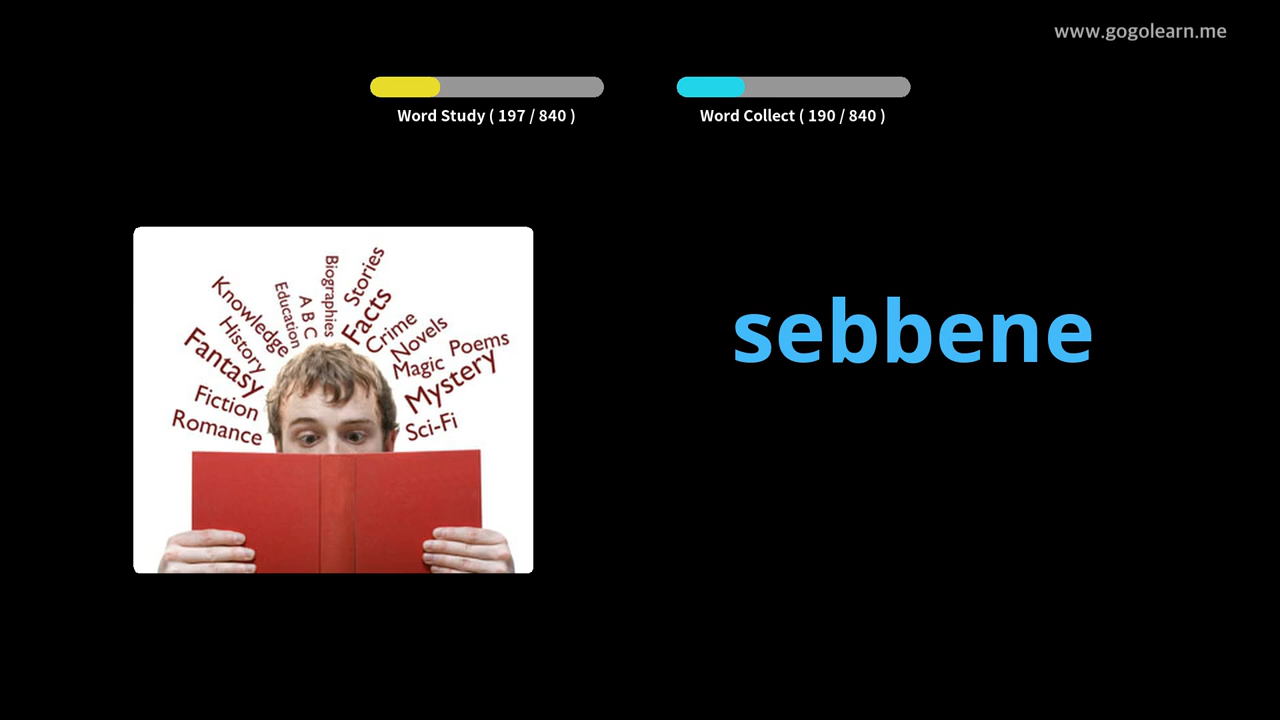 www.gogolearn.me
Word Study ( 197 / 840 )
Word Collect ( 190 / 840 )
sebbene
Biographies
Stories
Education
A B C
Facts
Knowledge
Crime
Novels
History
Poems
Fantasy
Magic
Mystery
Fiction
Romance
Sci-Fi